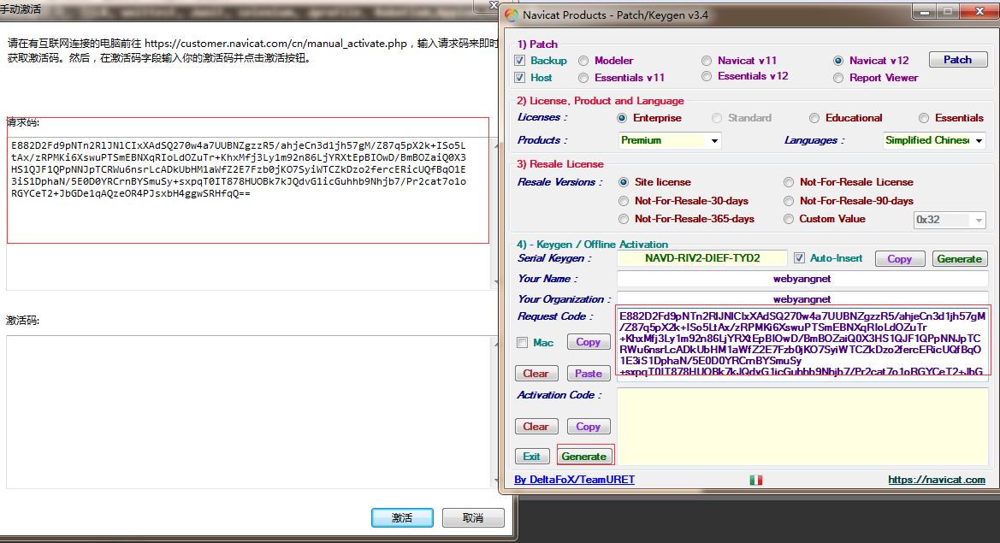 手动激活
请在有互联网连接的电脑前往 https://customer.navicat.com/cn/manual_activate.php，输入请求码来即时
获取激活码。然后，在激活码字段输入你的激活码并点击激活按钮。
请求码:
E882D2Fd9pNTn2RlJNlCIxXAdSQ270w4a7UUBNZgzzR5/ahjeCn3d1jh57gM/Z87q5pX2k+ISo5L
tAx/zRPMKi6XswuPTSmEBNXqRIoLdOZuTr+KhxMfj3Ly1m92n86LjYRXtEpBIOwD/BmBOZaiQ0X3
HS1QJF1QPpNNJpTCRWu6nsrLcADkUbHM1aWfZ2E7Fzb0jKO7SyiWTCZkDzo2fercERicUQfBqO1E
3iS1DphaN/5E0D0YRCrnBYSmuSy+sxpqT0IT878HUOBk7kJQdvG1icGuhhb9Nhjb7/Pr2cat7o1o
RGYCeT2+JbGDe1qAQzeOR4PJsxbH4ggwSRHfqQ==
激活码:
激活
取消
Navicat Products - Patch/Keygen v3.4
1) Patch
Backup
Modeler
Navicat v11
Navicat v12
Patch
Host
Essentials v11
Essentials v12
Report Viewer
2) License, Product and Language
Licenses :
Enterprise
Standard
Educational
Essentials
Products :
Premium
Languages :
Simplified Chinese
3) Resale License
Resale Versions :
Site license
Not-For-Resale License
Not-For-Resale-30-days
Not-For-Resale-90-days
Not-For-Resale-365-days
Custom Value
0x32
4) - Keygen / Offline Activation
Serial Keygen :
NAVD-RIV2-DIEF-TYD2
Auto-Insert
Copy
Generate
Your Name :
webyangnet
Your Organization :
webyangnet
Request Code :
E882D2Fd9pNTn2RlJNlCIxXAdSQ270w4a7UUBNZgzzR5/ahjeCn3d1jh57gM
/Z87q5pX2k+ISo5LtAx/zRPMKi6XswuPTSmEBNXqRIoLdOZuTr
+KhxMfj3Ly1m92n86LjYRXtEpBIOwD/BmBOZaiQ0X3HS1QJF1QPpNNJpTC
RWu6nsrLcADkUbHM1aWfZ2E7Fzb0jKO7SyiWTCZkDzo2fercERicUQfBqO
1E3iS1DphaN/5E0D0YRCrnBYSmuSy
+sxpqT0IT878HUOBk7kJQdvG1icGuhhb9Nhjb7/Pr2cat7o1oRGYCeT2+JbG
Mac
Copy
Clear
Paste
Activation Code :
Clear
Copy
Exit
Generate
By DeltaFoX/TeamURET
https://navicat.com